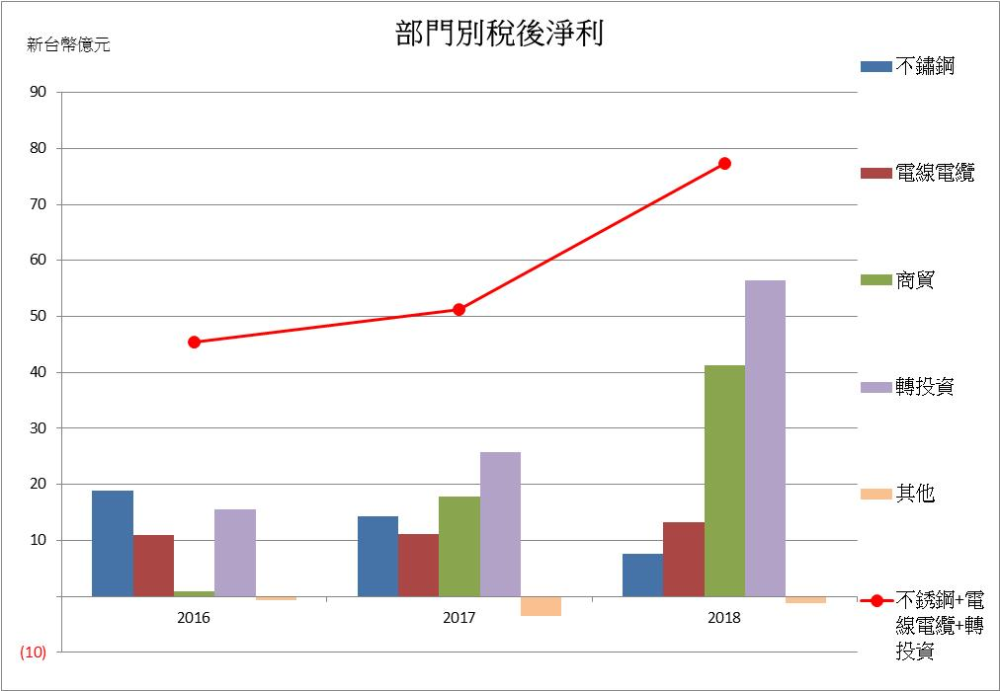 部門別稅後淨利
新台幣億元
90
80
70
60
50
40
30
20
10
(10)
2016
2017
2018
不鏽鋼
電線電纜
商貿
轉投資
其他
不銹鋼+電
線電纜+轉
投資